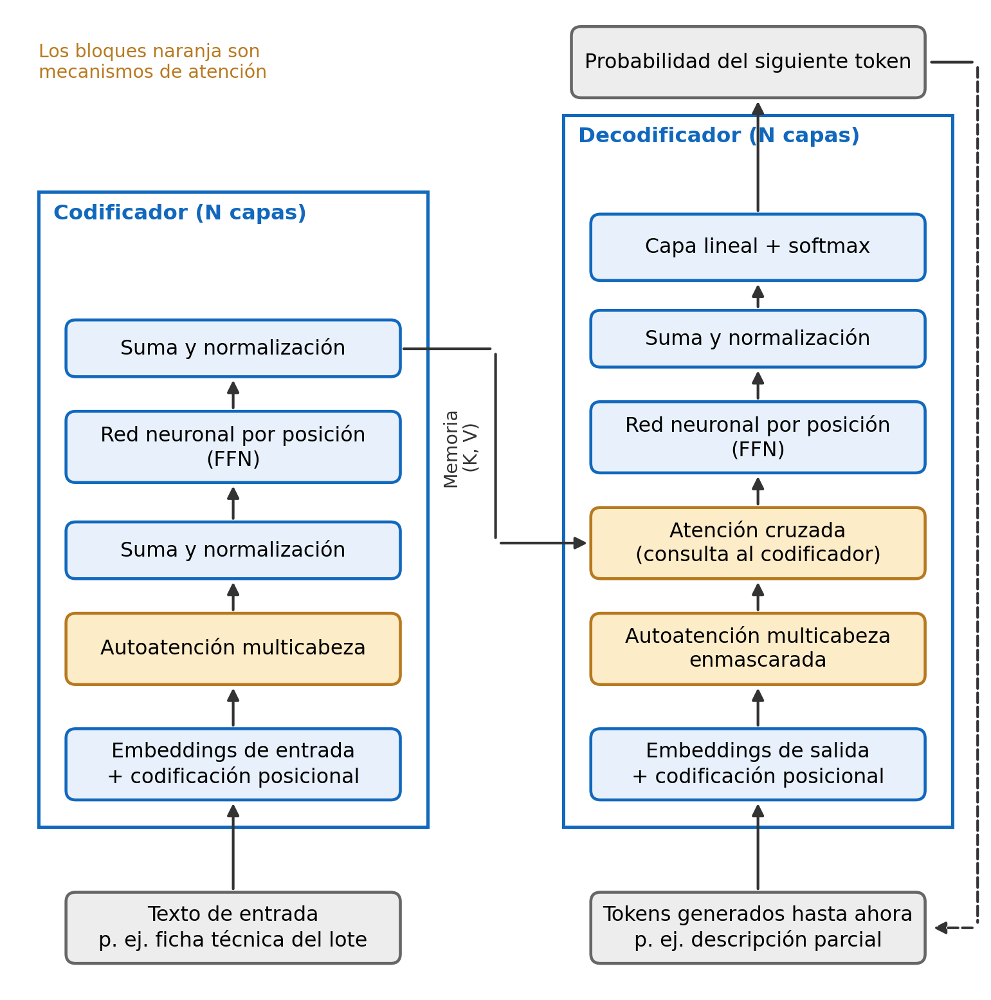 Los bloques naranja son
mecanismos de atención
Codificador (N capas)
Suma y normalización
Red neuronal por posición
(FFN)
Suma y normalización
Autoatención multicabeza
Embeddings de entrada
+ codificación posicional
Texto de entrada
p. ej. ficha técnica del lote
Memoria
(K, V)
Probabilidad del siguiente token
Decodificador (N capas)
Capa lineal + softmax
Suma y normalización
Red neuronal por posición
(FFN)
Atención cruzada
(consulta al codificador)
Autoatención multicabeza
enmascarada
Embeddings de salida
+ codificación posicional
Tokens generados hasta ahora
p. ej. descripción parcial